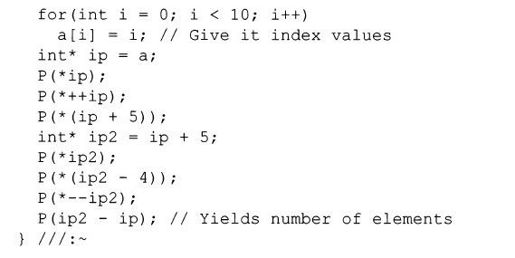 for(int i = 0; i < 10; i++)
a[i] = i; // Give it index values
int* ip = a;
P(*ip);
P(*++ip);
P(*(ip + 5));
int* ip2 = ip + 5;
P(*ip2);
P(*(ip2 - 4));
P(*--ip2);
P(ip2 - ip); // Yields number of elements
} ///:~